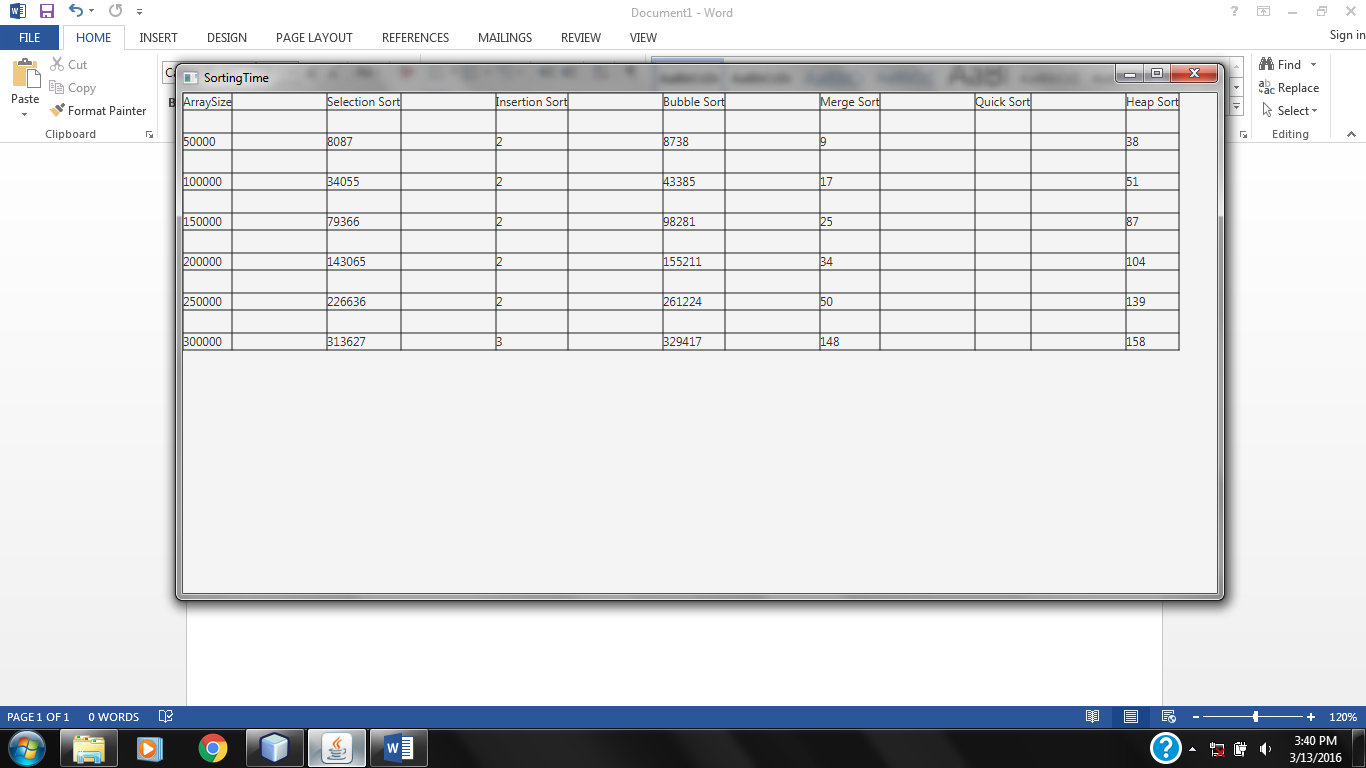 Document1 - Word
FILE HOME INSERT DESIGN PAGE LAYOUT REFERENCES MAILINGS REVIEW VIEW
Sign in
Cut
Copy
Paste
Format Painter
Clipboard
Find
Replace
Select
Editing
SortingTime
ArraySize Selection Sort Insertion Sort Bubble Sort Merge Sort Quick Sort Heap Sort
50000 8087 2 8738 9 38
100000 34055 2 43385 17 51
150000 79366 2 98281 25 87
200000 143065 2 155211 34 104
250000 226636 2 261224 50 139
300000 313627 3 329417 148 158
PAGE 1 OF 1 0 WORDS 120%
3:40 PM
3/13/2016